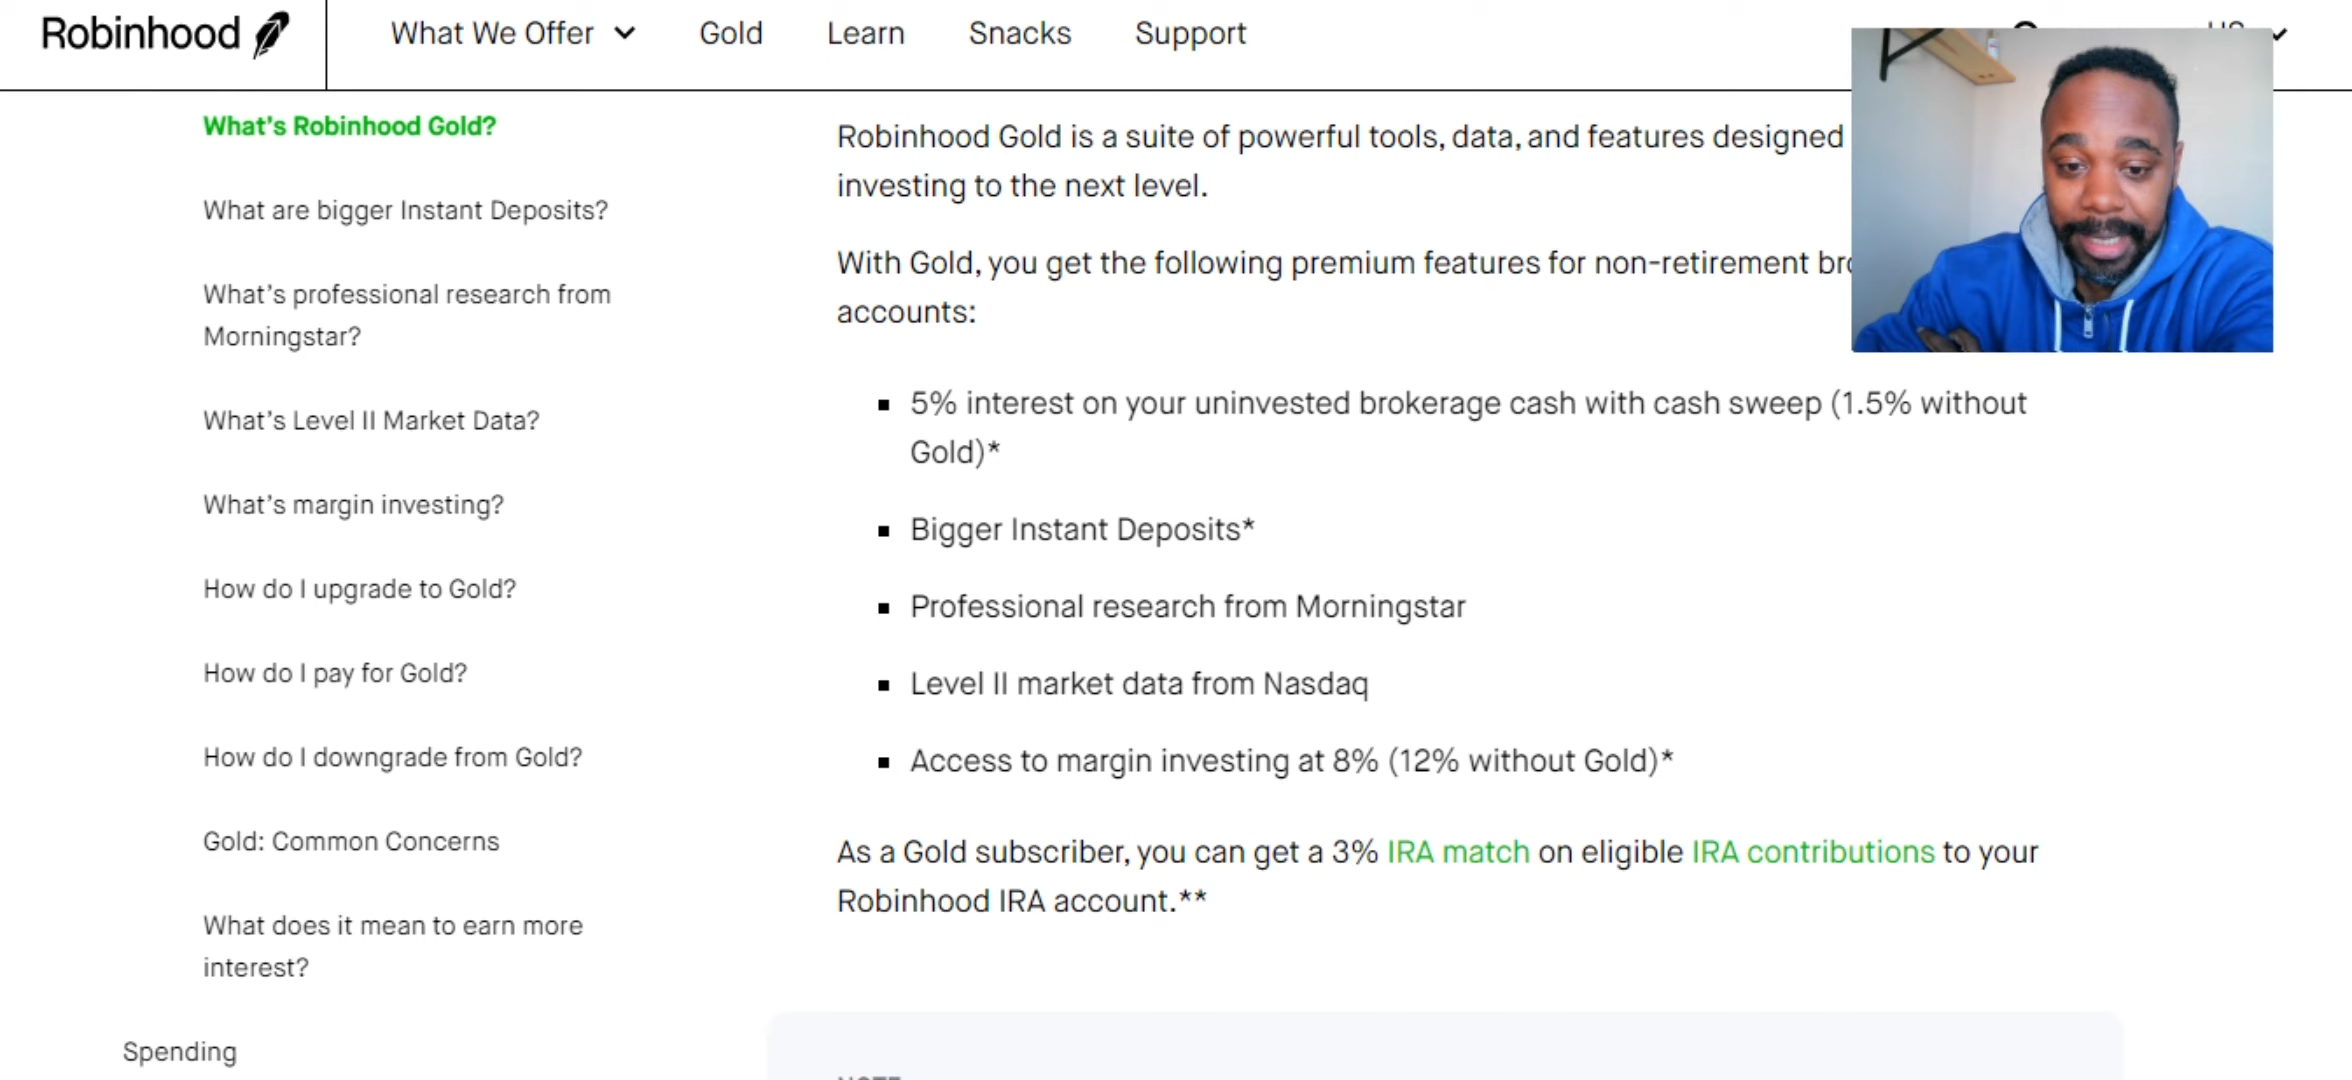 Robinhood
What We Offer
Gold
Learn
Snacks
Support
What's Robinhood Gold?
What are bigger Instant Deposits?
What's professional research from
Morningstar?
What's Level II Market Data?
What's margin investing?
How do I upgrade to Gold?
How do I pay for Gold?
How do I downgrade from Gold?
Gold: Common Concerns
What does it mean to earn more
interest?
Spending
Robinhood Gold is a suite of powerful tools, data, and features designed
investing to the next level.
With Gold, you get the following premium features for non-retirement
accounts:
5% interest on your uninvested brokerage cash with cash sweep (1.5% without
Gold)*
Bigger Instant Deposits*
Professional research from Morningstar
Level II market data from Nasdaq
Access to margin investing at 8% (12% without Gold)*
As a Gold subscriber, you can get a 3% IRA match on eligible IRA contributions to your
Robinhood IRA account.**